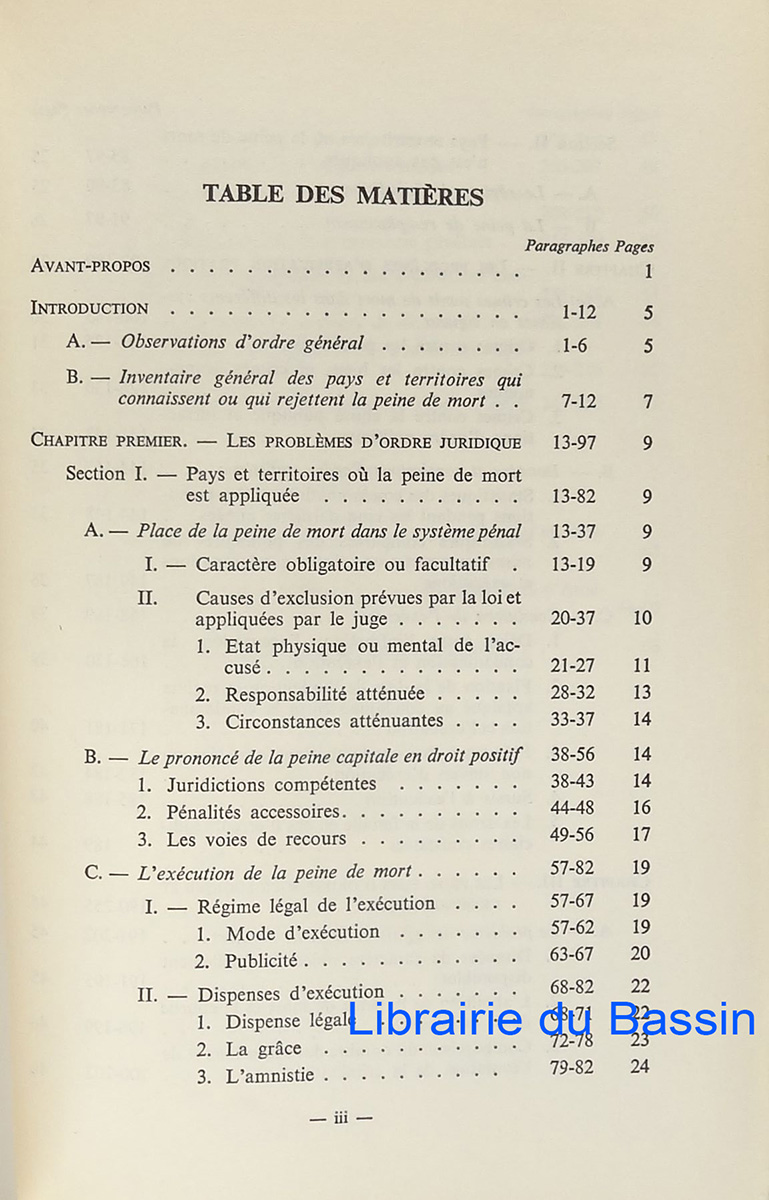 TABLE DES MATIÈRES
Paragraphes Pages
AVANT-PROPOS . . . . . . . . . . . . . . . . . . . 1
INTRODUCTION . . . . . . . . . . . . . . . . . . . 1-12 5
A. — Observations d'ordre général . . . . . . . . 1-6 5
B. — Inventaire général des pays et territoires qui
connaissent ou qui rejettent la peine de mort . . 7-12 7
CHAPITRE PREMIER. — LES PROBLÈMES D'ORDRE JURIDIQUE 13-97 9
Section I. — Pays et territoires où la peine de mort
est appliquée . . . . . . . . . . . 13-82 9
A. — Place de la peine de mort dans le système pénal 13-37 9
I. — Caractère obligatoire ou facultatif . 13-19 9
II. Causes d'exclusion prévues par la loi et
appliquées par le juge . . . . . . . 20-37 10
1. Etat physique ou mental de l'ac-
cusé . . . . . . . . . . . . . . 21-27 11
2. Responsabilité atténuée . . . . . 28-32 13
3. Circonstances atténuantes . . . . 33-37 14
B. — Le prononcé de la peine capitale en droit positif 38-56 14
1. Juridictions compétentes . . . . . . . 38-43 14
2. Pénalités accessoires. . . . . . . . . . 44-48 16
3. Les voies de recours . . . . . . . . . 49-56 17
C. — L'exécution de la peine de mort . . . . . . 57-82 19
I. — Régime légal de l'exécution . . . . 57-67 19
1. Mode d'exécution . . . . . . . 57-62 19
2. Publicité . . . . . . . . . . . . 63-67 20
II. — Dispenses d'exécution . . . . . . . 68-82 22
1. Dispense légale . . . . . . . 68-71 22
2. La grâce . . . . . . . . . . . 72-78 23
3. L'amnistie . . . . . . . . . . 79-82 24
Librairie du Bassin
— iii —